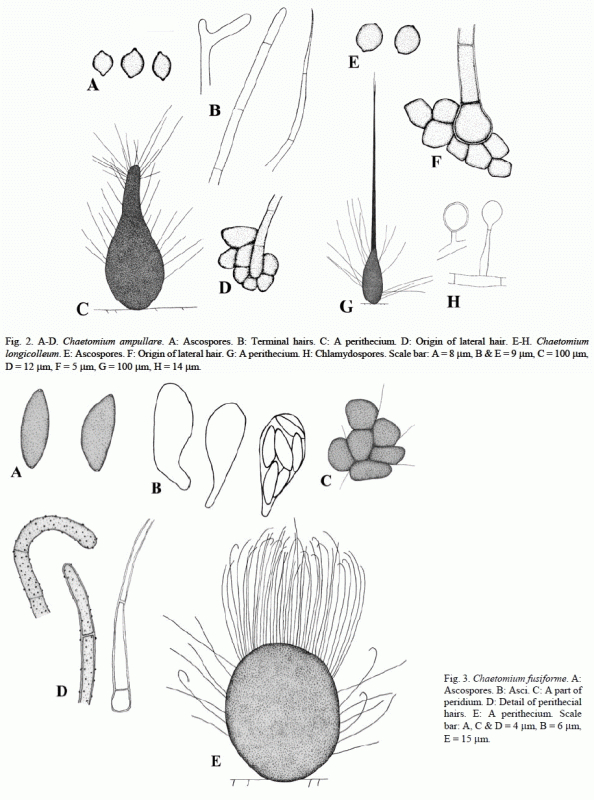 A
B
C
D
E
F
G
H
Fig. 2. A-D. Chaetomium ampullare. A: Ascospores. B: Terminal hairs. C: A perithecium. D: Origin of lateral hair. E-H. Chaetomium
longicolleum. E: Ascospores. F: Origin of lateral hair. G: A perithecium. H: Chlamydospores. Scale bar: A = 8 µm, B & E = 9 µm, C = 100 µm,
D = 12 µm, F = 5 µm, G = 100 µm, H = 14 µm.
A
B
C
D
E
Fig. 3. Chaetomium fusiforme. A:
Ascospores. B: Asci. C: A part of
peridium. D: Detail of perithecial
hairs. E: A perithecium. Scale
bar: A, C & D = 4 µm, B = 6 µm,
E = 15 µm.